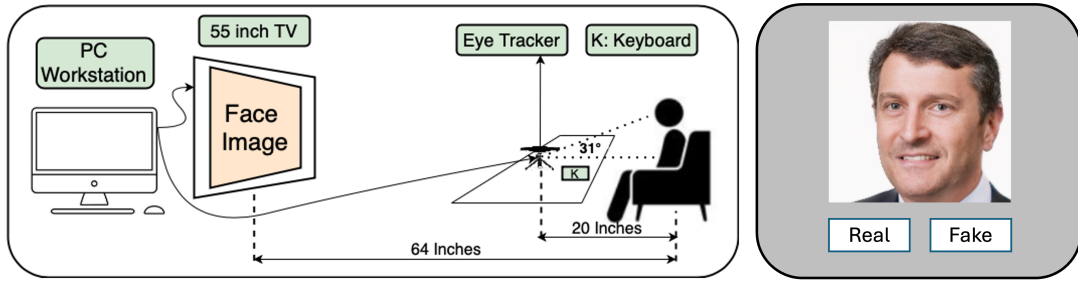 PC
Workstation
55 inch TV
Eye Tracker
K: Keyboard
Face
Image
31°
K
20 Inches
64 Inches
Real
Fake